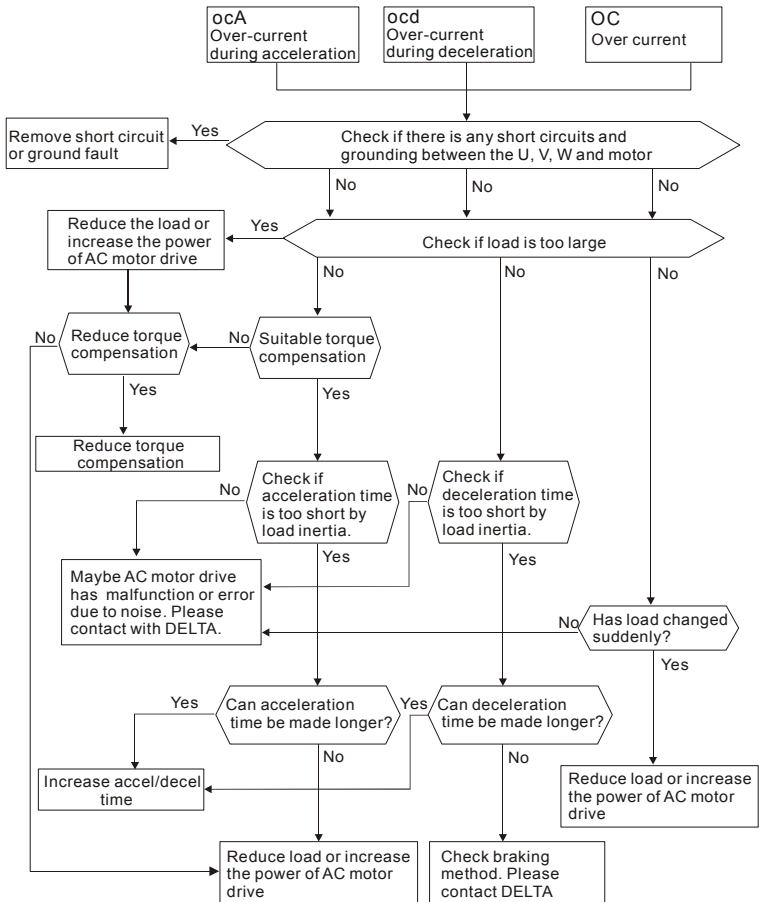 ocA
Over-current
during acceleration
ocd
Over-current
during deceleration
OC
Over current
Remove short circuit
or ground fault
Yes
Check if there is any short circuits and
grounding between the U, V, W and motor
No
No
No
Reduce the load or
increase the power
of AC motor drive
Yes
Check if load is too large
No
No
No
No
Reduce torque
compensation
No
Suitable torque
compensation
Yes
Yes
Reduce torque
compensation
No
Check if
acceleration time
is too short by
load inertia.
No
Check if
deceleration time
is too short by
load inertia.
Yes
Yes
Maybe AC motor drive
has malfunction or error
due to noise. Please
contact with DELTA.
No
Has load changed
suddenly?
Yes
Yes
Can acceleration
time be made longer?
Yes
Can deceleration
time be made longer?
No
No
Increase accel/decel
time
Reduce load or increase
the power of AC motor
drive
Reduce load or increase
the power of AC motor
drive
Check braking
method. Please
contact DELTA